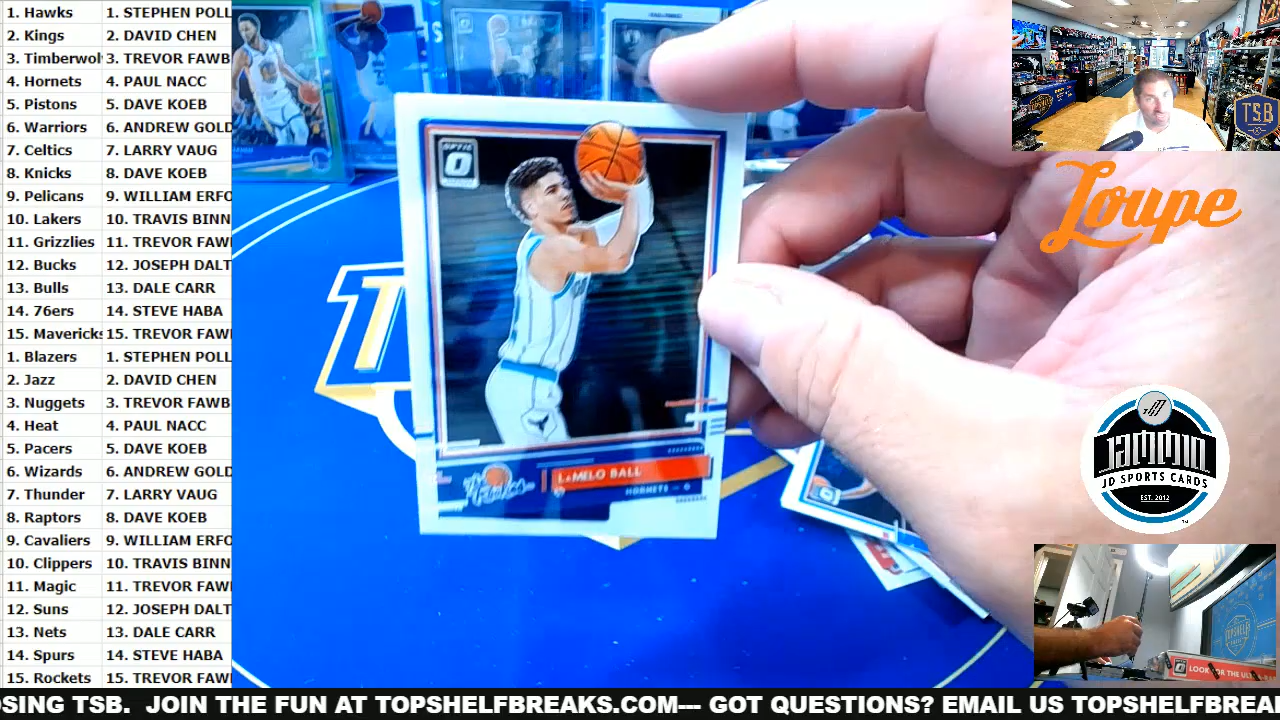 1. Hawks 1. STEPHEN POLL
2. Kings 2. DAVID CHEN
3. Timberwol 3. TREVOR FAWB
4. Hornets 4. PAUL NACC
5. Pistons 5. DAVE KOEB
6. Warriors 6. ANDREW GOLD
7. Celtics 7. LARRY VAUG
8. Knicks 8. DAVE KOEB
9. Pelicans 9. WILLIAM ERFO
10. Lakers 10. TRAVIS BINN
11. Grizzlies 11. TREVOR FAWI
12. Bucks 12. JOSEPH DALT
13. Bulls 13. DALE CARR
14. 76ers 14. STEVE HABA
15. Mavericks 15. TREVOR FAWI
1. Blazers 1. STEPHEN POLL
2. Jazz 2. DAVID CHEN
3. Nuggets 3. TREVOR FAWB
4. Heat 4. PAUL NACC
5. Pacers 5. DAVE KOEB
6. Wizards 6. ANDREW GOLD
7. Thunder 7. LARRY VAUG
8. Raptors 8. DAVE KOEB
9. Cavaliers 9. WILLIAM ERFO
10. Clippers 10. TRAVIS BINN
11. Magic 11. TREVOR FAWI
12. Suns 12. JOSEPH DALT
13. Nets 13. DALE CARR
14. Spurs 14. STEVE HABA
15. Rockets 15. TREVOR FAWI
OPTIC
LAMELO BALL
HORNETS — G
TSB
Loupe
JAMMIN
JD SPORTS CARDS
EST. 2012
TOPSHELF
LOOK FOR THE
OSING TSB. JOIN THE FUN AT TOPSHELFBREAKS.COM--- GOT QUESTIONS? EMAIL US TOPSHELFBREA